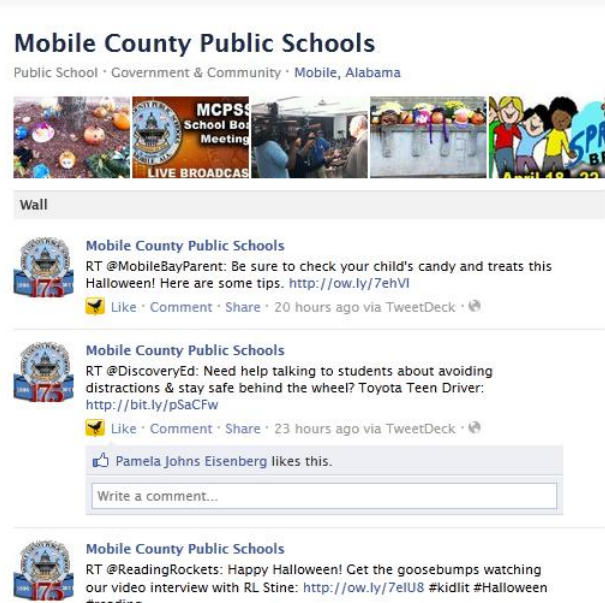 Mobile County Public Schools
Public School · Government & Community · Mobile, Alabama
MCPSS
School Boa
Meeting
LIVE BROADCAS
SPR
B
April 18 - 22
Wall
Mobile County Public Schools
RT @MobileBayParent: Be sure to check your child's candy and treats this
Halloween! Here are some tips. http://ow.ly/7ehVI
Like · Comment · Share · 20 hours ago via TweetDeck ·
Mobile County Public Schools
RT @DiscoveryEd: Need help talking to students about avoiding
distractions & stay safe behind the wheel? Toyota Teen Driver:
http://bit.ly/pSaCFw
Like · Comment · Share · 23 hours ago via TweetDeck ·
Pamela Johns Eisenberg likes this.
Write a comment...
Mobile County Public Schools
RT @ReadingRockets: Happy Halloween! Get the goosebumps watching
our video interview with RL Stine: http://ow.ly/7elU8 #kidlit #Halloween
#reading